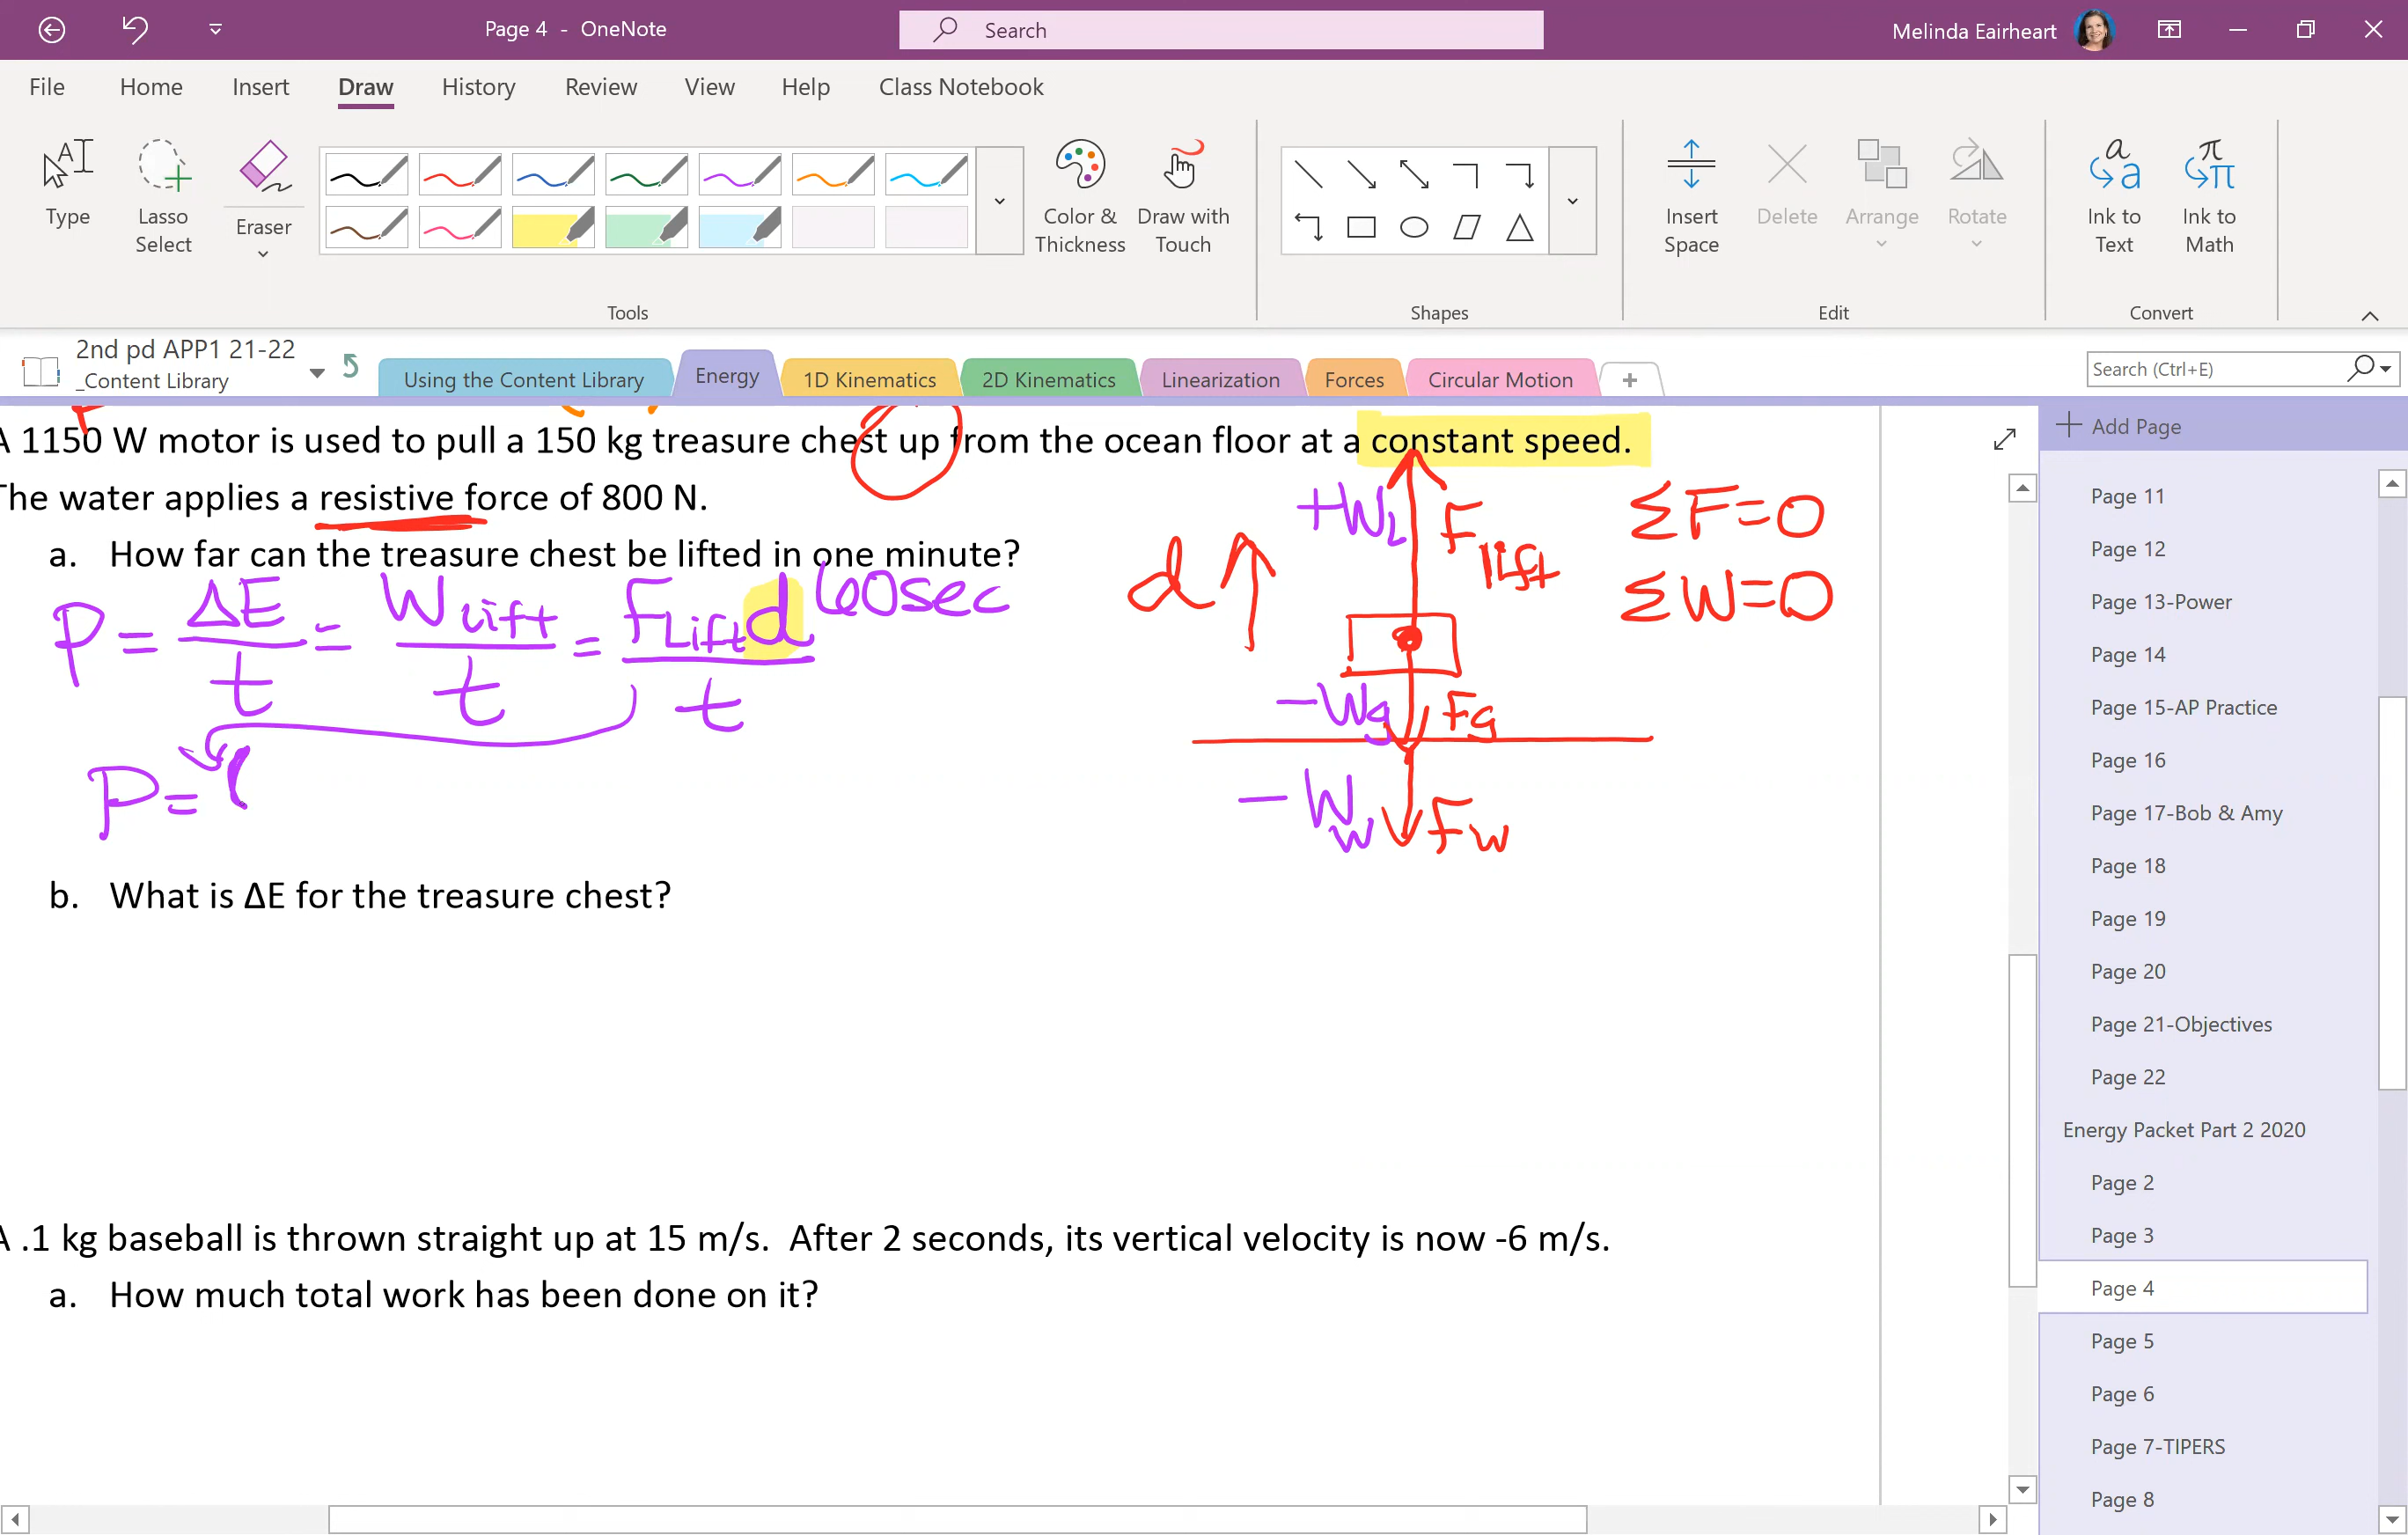 Page 4 - OneNote
Search
Melinda Eairheart
File Home Insert Draw History Review View Help Class Notebook
Type
Lasso Select
Eraser
Color & Thickness
Draw with Touch
Insert Space
Delete
Arrange
Rotate
Ink to Text
Ink to Math
Tools
Shapes
Edit
Convert
2nd pd APP1 21-22
_Content Library
Using the Content Library
Energy
1D Kinematics
2D Kinematics
Linearization
Forces
Circular Motion
Search (Ctrl+E)
A 1150 W motor is used to pull a 150 kg treasure chest up from the ocean floor at a constant speed.
The water applies a resistive force of 800 N.
a. How far can the treasure chest be lifted in one minute?
60sec
P = ΔE/t = W Lift/t = F Lift d/t
P = (
d
+W L
F lift
ΣF=0
ΣW=0
-W g
F g
-W w
F w
b. What is ΔE for the treasure chest?
A .1 kg baseball is thrown straight up at 15 m/s. After 2 seconds, its vertical velocity is now -6 m/s.
a. How much total work has been done on it?
Add Page
Page 11
Page 12
Page 13-Power
Page 14
Page 15-AP Practice
Page 16
Page 17-Bob & Amy
Page 18
Page 19
Page 20
Page 21-Objectives
Page 22
Energy Packet Part 2 2020
Page 2
Page 3
Page 4
Page 5
Page 6
Page 7-TIPERS
Page 8